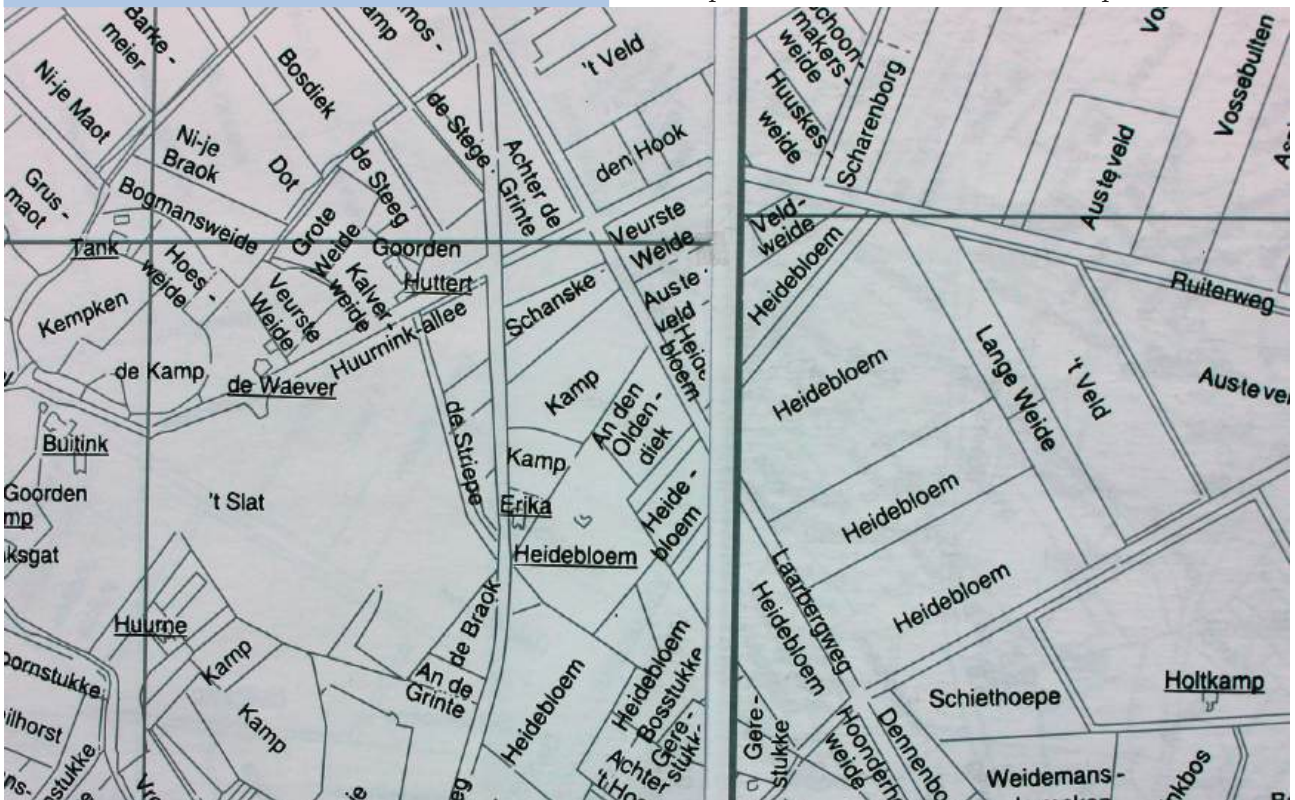 Barke-
meier
Ni-je Maot
Bosdiek
't Veld
Schoon-
makers-
weide
Huuskes-
weide
Scharenborg
Vossebulten
Austeveld
Ni-je
Braok
Dot
de Stege
de Steeg
Achter de
Grinte
den Hook
Grus-
maot
Bogmansweide
Grote
Weide
Goorden
Veurste
Weide
Veld-
weide
Heidebloem
Tank
Hoes-
weide
Huttert
Kalver-
weide
Veurste
Weide
Schanske
Auste
veld
Heide
bloem
Ruiterweg
Kempken
Huurnink-allee
de Kamp
de Waever
Kamp
An den
Olden-
diek
Heidebloem
Lange Weide
't Veld
Buitink
de Striepe
Kamp
Erika
Heide-
bloem
Heidebloem
Goorden
't Slat
Heidebloem
Laarbergweg
Heidebloem
Heidebloem
Huurne
Kamp
de Braok
An de
Grinte
Heidebloem
Heidebloem
Bosstukke
Gere-
stukke
Achter
Gere-
stukke
Kamp
Schiethoepe
Holtkamp
Weidemans-